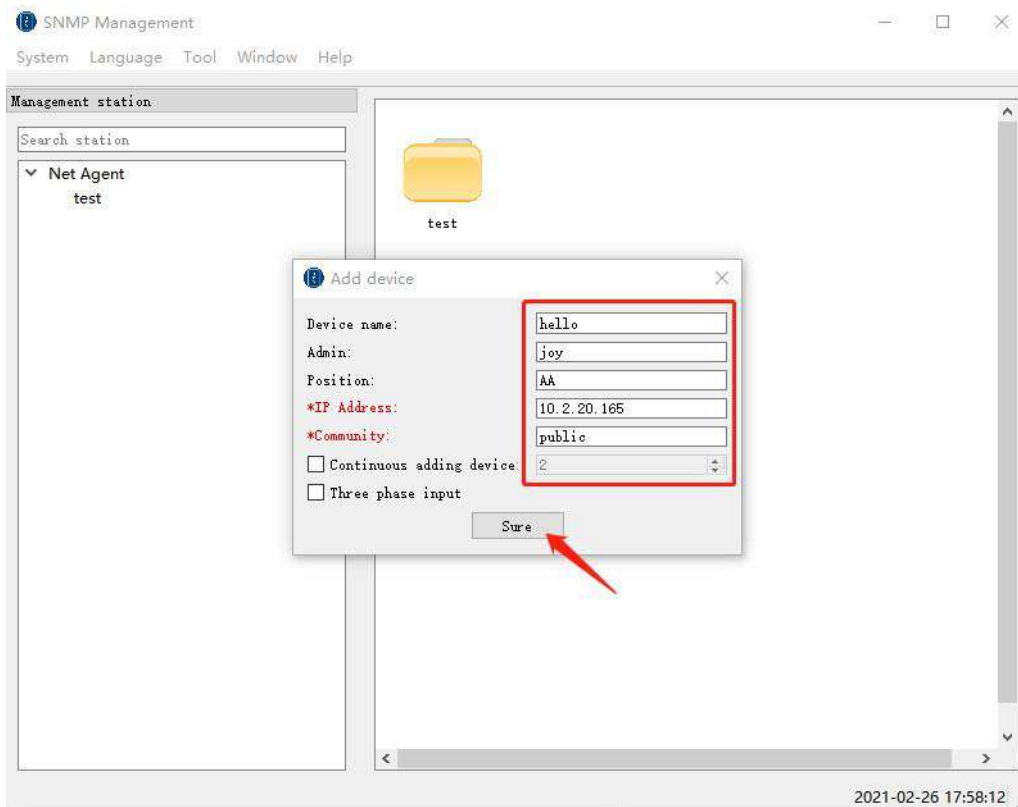 SNMP Management
System Language Tool Window Help
Management station
Search station
Net Agent
test
test
Add device
Device name: hello
Admin: joy
Position: AA
*IP Address: 10.2.20.165
*Community: public
Continuous adding device: 2
Three phase input
Sure
2021-02-26 17:58:12